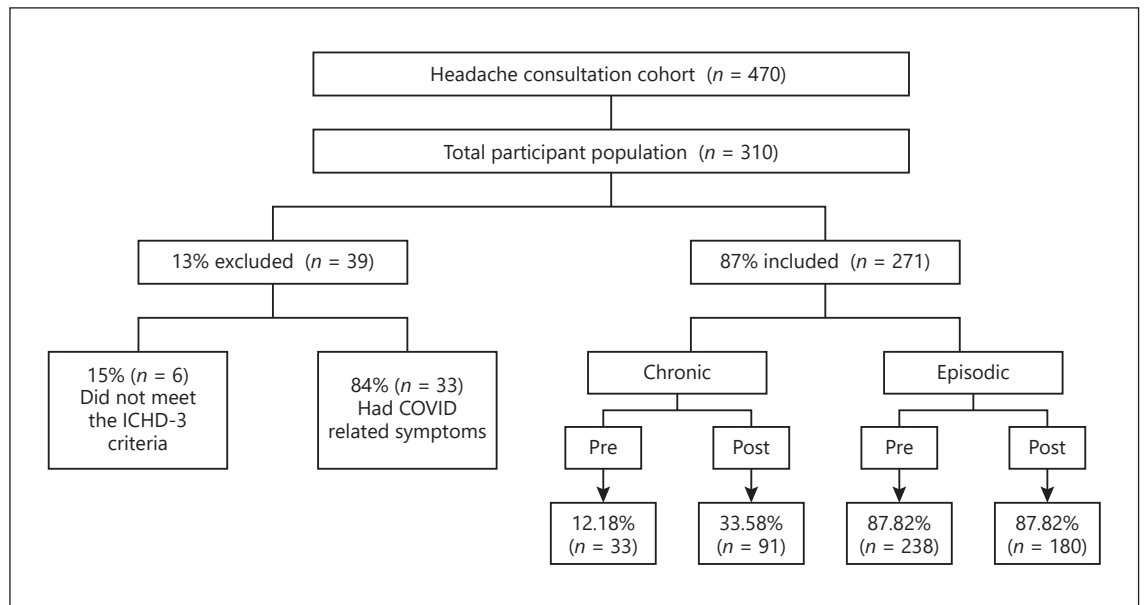 Headache consultation cohort (n = 470)
Total participant population (n = 310)
13% excluded (n = 39)
87% included (n = 271)
15% (n = 6)
Did not meet
the ICHD-3
criteria
84% (n = 33)
Had COVID
related symptoms
Chronic
Episodic
Pre
Post
Pre
Post
12.18%
(n = 33)
33.58%
(n = 91)
87.82%
(n = 238)
87.82%
(n = 180)